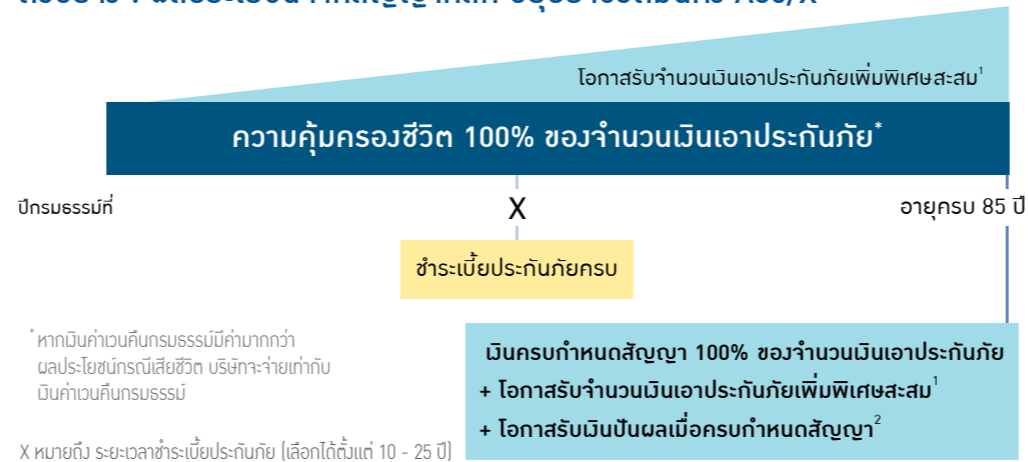 โอกาสรับจำนวนเงินเอาประกันภัยเพิ่มพิเศษสะสม¹
ความคุ้มครองชีวิต 100% ของจำนวนเงินเอาประกันภัย*
ปีกรมธรรม์ที่
X
อายุครบ 85 ปี
ชำระเบี้ยประกันภัยครบ
*หากเงินค่าเวนคืนกรมธรรม์มีค่ามากกว่า
ผลประโยชน์กรณีเสียชีวิต บริษัทจะจ่ายเท่ากับ
เงินค่าเวนคืนกรมธรรม์
X หมายถึง ระยะเวลาชำระเบี้ยประกันภัย (เลือกได้ตั้งแต่ 10 - 25 ปี)
เงินครบกำหนดสัญญา 100% ของจำนวนเงินเอาประกันภัย
+ โอกาสรับจำนวนเงินเอาประกันภัยเพิ่มพิเศษสะสม¹
+ โอกาสรับเงินปันผลเมื่อครบกำหนดสัญญา²